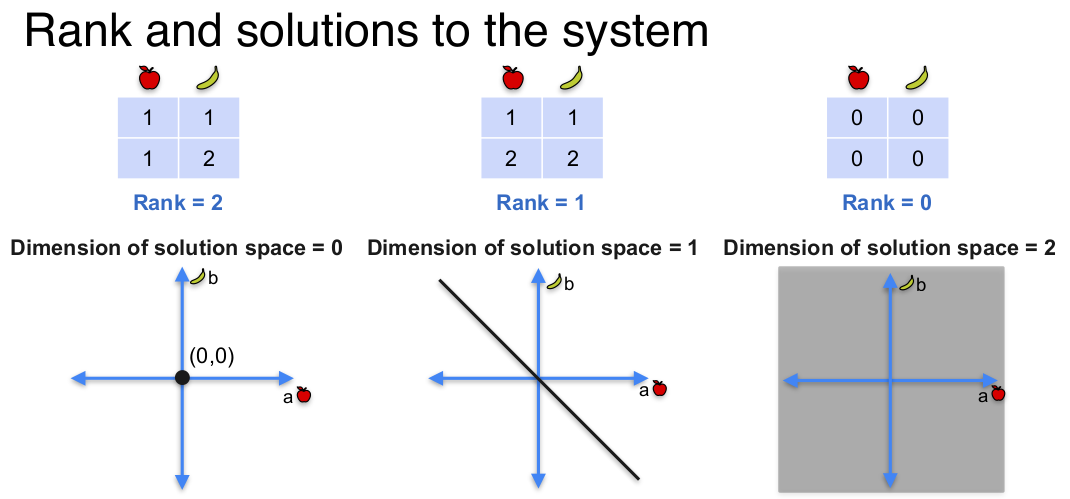 Rank and solutions to the system
1 1
1 2
Rank = 2
Dimension of solution space = 0
b
(0,0)
a
1 1
2 2
Rank = 1
Dimension of solution space = 1
b
a
0 0
0 0
Rank = 0
Dimension of solution space = 2
b
a